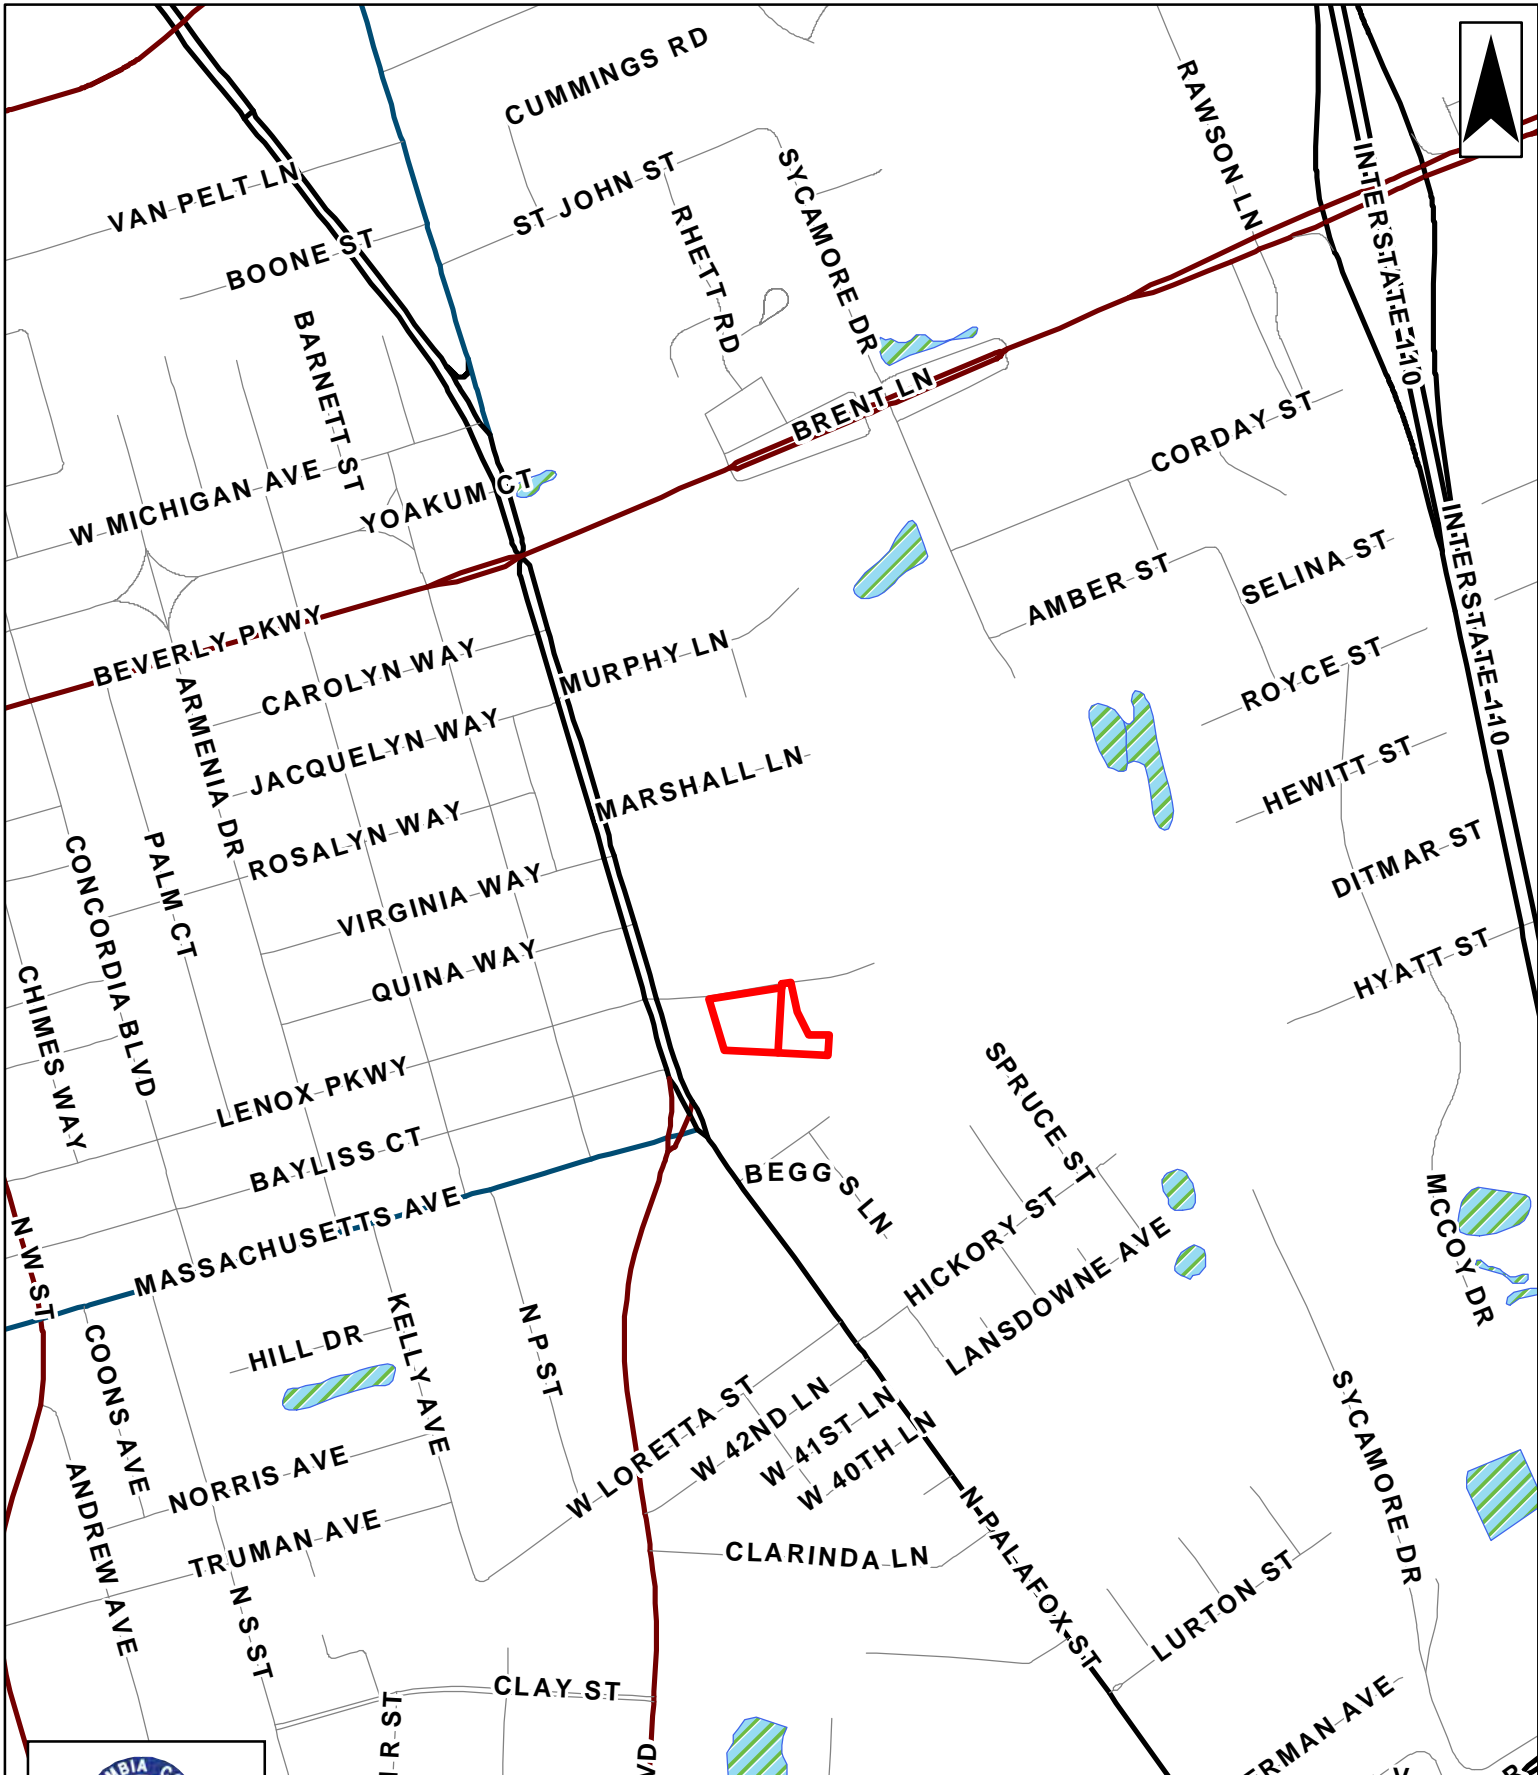 CUMMINGS RD
RAWSON LN
VAN PELT LN
ST JOHN ST
SYCAMORE DR
INTERSTATE 110
BOONE ST
RHETT RD
BARNETT ST
BRENT LN
CORDAY ST
W MICHIGAN AVE
YOAKUM CT
INTERSTATE 110
SELINA ST
AMBER ST
BEVERLY PKWY
CAROLYN WAY
MURPHY LN
ROYCE ST
ARMENIA DR
JACQUELYN WAY
MARSHALL LN
HEWITT ST
ROSALYN WAY
CONCORDIA BLVD
PALM CT
DITMAR ST
VIRGINIA WAY
QUINA WAY
HYATT ST
CHIMES WAY
LENOX PKWY
SPRUCE ST
BAYLISS CT
BEGG S LN
MASSACHUSETTS AVE
HICKORY ST
MCCOY DR
N W ST
LANSDOWNE AVE
KELLY AVE
N P ST
HILL DR
COONS AVE
W LORETTA ST
W 42ND LN
W 41ST LN
W 40TH LN
SYCAMORE DR
NORRIS AVE
ANDREW AVE
N PALAFOX ST
TRUMAN AVE
CLARINDA LN
LURTON ST
N S ST
CLAY ST
R ST
ERMAN AVE
VD
MBIA C